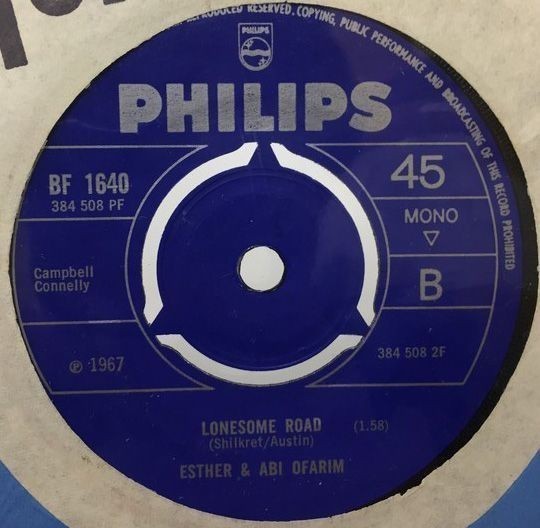 REPRODUCED RESERVED. COPYING, PUBLIC PERFORMANCE AND BROADCASTING OF THIS RECORD PROHIBITED
PHILIPS
PHILIPS
BF 1640
384 508 PF
45
MONO
B
Campbell
Connelly
℗ 1967
384 508 2F
LONESOME ROAD (1.58)
(Shilkret/Austin)
ESTHER & ABI OFARIM